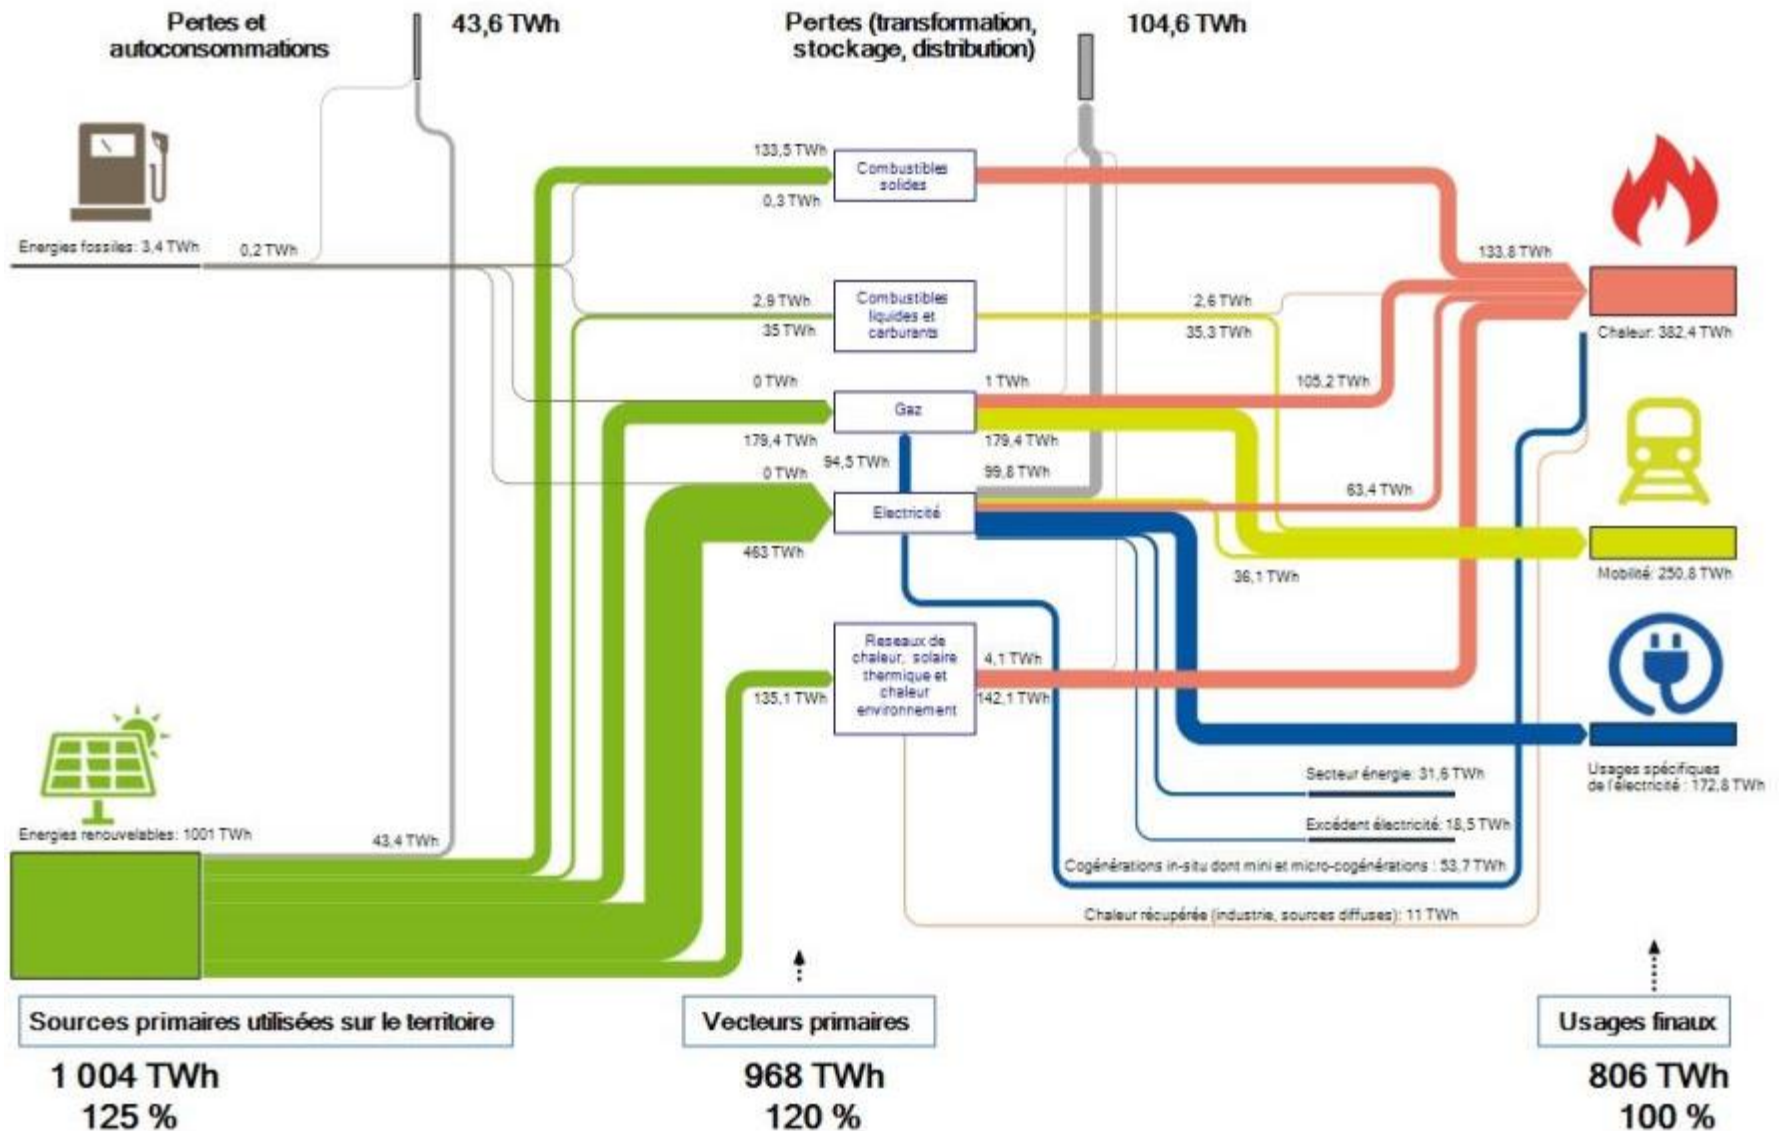 Pertes et
autoconsommations
43,6 TWh
Pertes (transformation,
stockage, distribution)
104,6 TWh
133,5 TWh
Combustibles
solides
0,3 TWh
Energies fossiles: 3,4 TWh
0,2 TWh
133,8 TWh
2,9 TWh
Combustibles
liquides et
carburants
2,6 TWh
35 TWh
35,3 TWh
Chaleur: 382,4 TWh
0 TWh
1 TWh
105,2 TWh
Gaz
179,4 TWh
179,4 TWh
94,5 TWh
0 TWh
99,8 TWh
63,4 TWh
Electricité
463 TWh
36,1 TWh
Mobilité: 250,8 TWh
Reseaux de
chaleur, solaire
thermique et
chaleur
environnement
4,1 TWh
135,1 TWh
142,1 TWh
Secteur énergie: 31,6 TWh
Usages spécifiques
de l'électricité : 172,8 TWh
Energies renouvelables: 1001 TWh
43,4 TWh
Excédent électricité: 18,5 TWh
Cogénérations in-situ dont mini et micro-cogénérations : 53,7 TWh
Chaleur récupérée (industrie, sources diffuses): 11 TWh
Sources primaires utilisées sur le territoire
Vecteurs primaires
Usages finaux
1 004 TWh
968 TWh
806 TWh
125 %
120 %
100 %